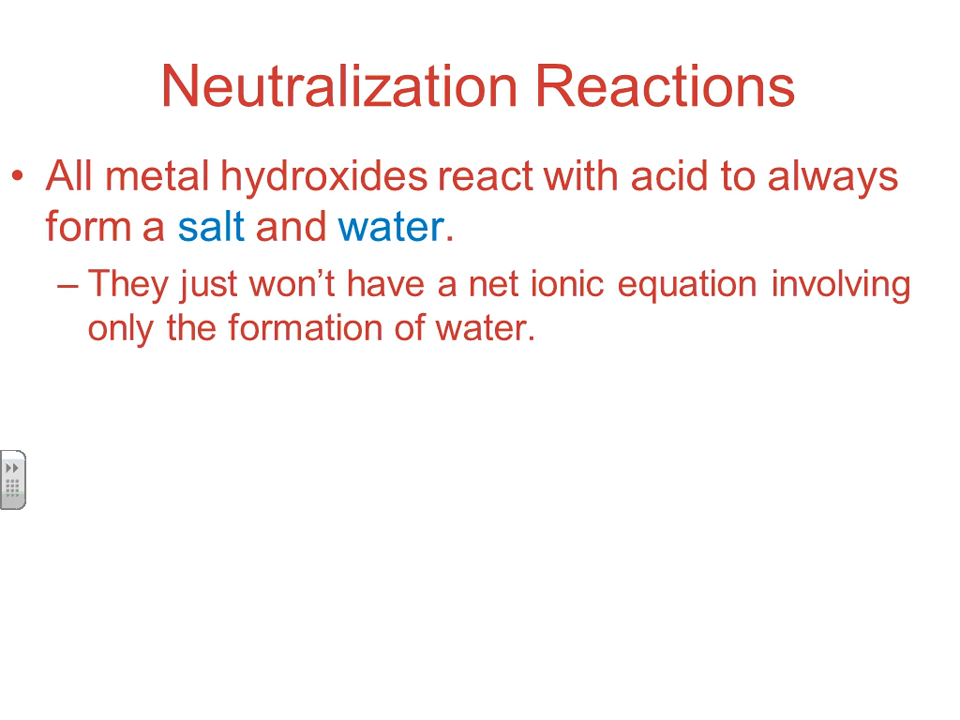 Neutralization Reactions
• All metal hydroxides react with acid to always
form a salt and water.
– They just won’t have a net ionic equation involving
only the formation of water.